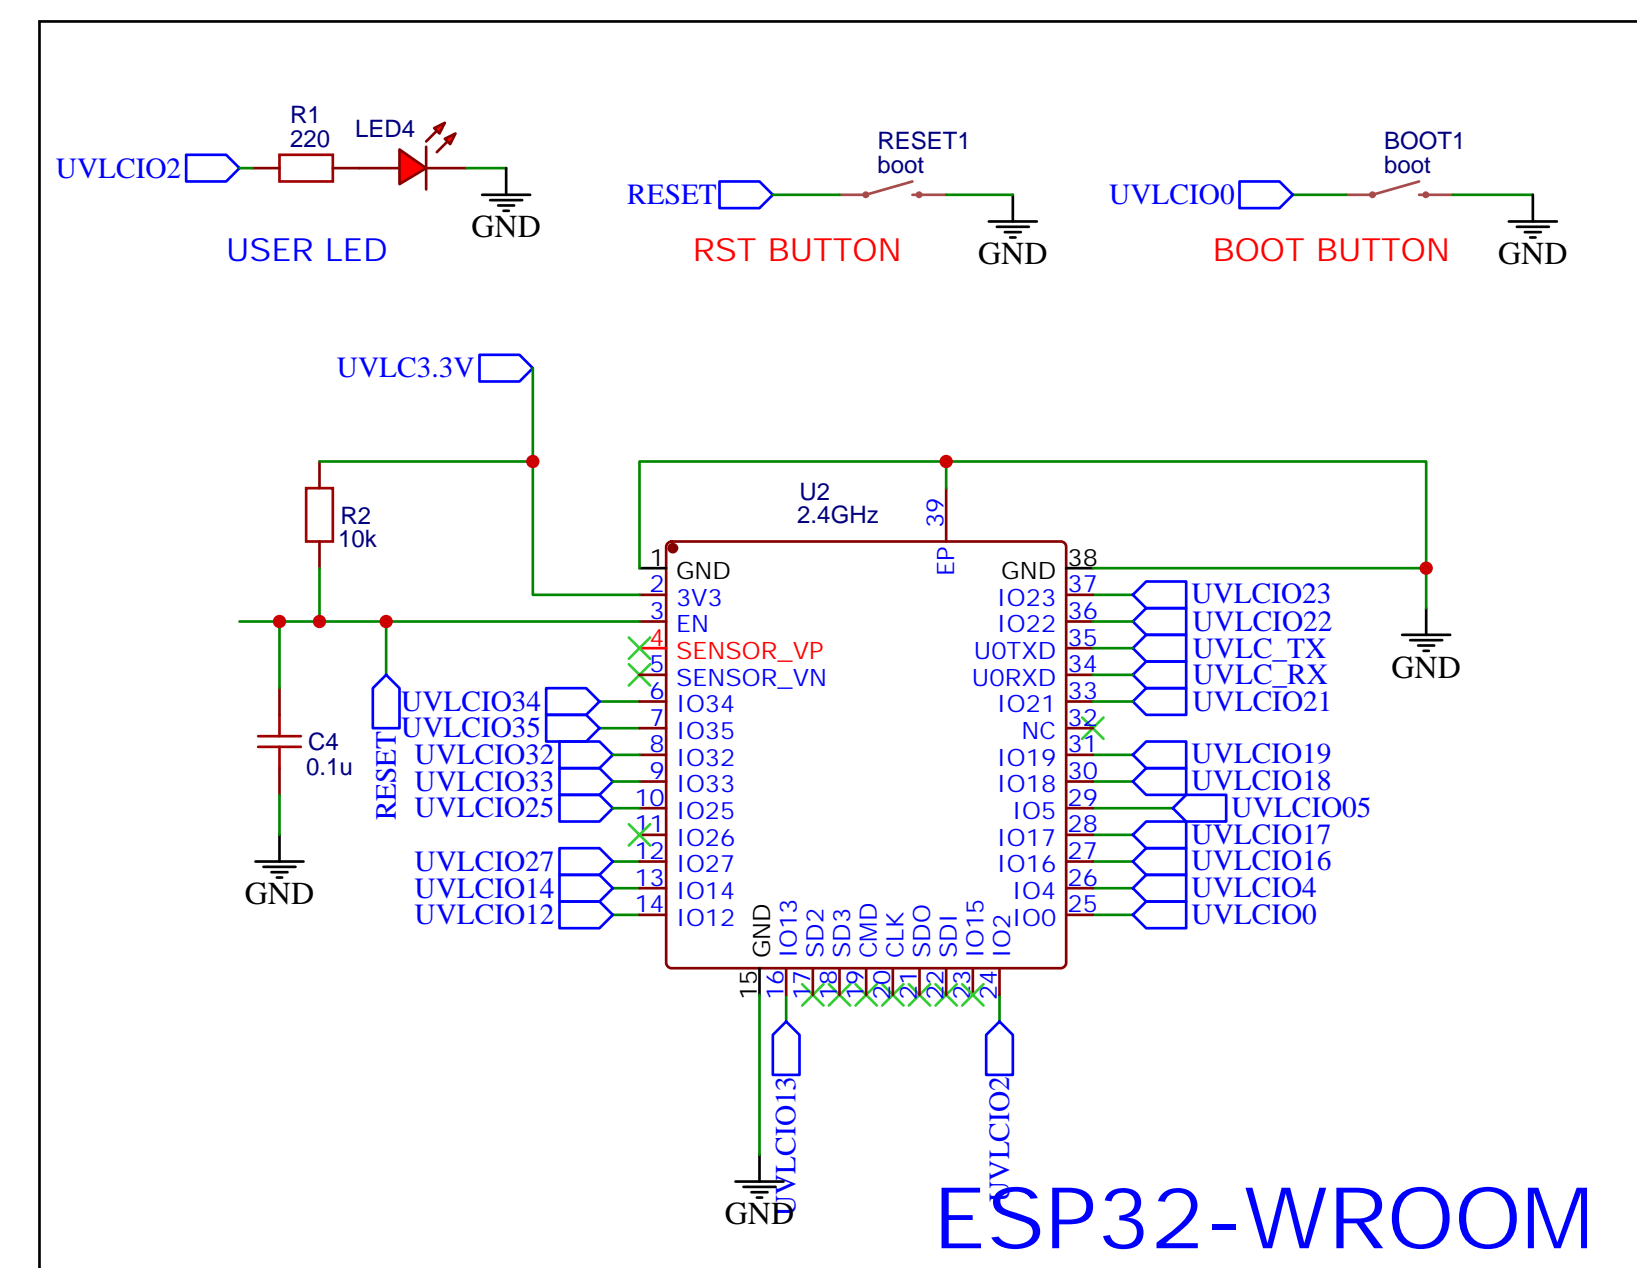 R1
220
LED4
UVLCIO2
GND
USER LED
RESET1
boot
RESET
GND
RST BUTTON
BOOT1
boot
UVLCIO0
GND
BOOT BUTTON
UVLC3.3V
R2
10k
C4
0.1u
GND
RESET
U2
2.4GHz
39
EP
1 GND
2 3V3
3 EN
4 SENSOR_VP
5 SENSOR_VN
UVLCIO34 6 IO34
UVLCIO35 7 IO35
UVLCIO32 8 IO32
UVLCIO33 9 IO33
UVLCIO25 10 IO25
11 IO26
UVLCIO27 12 IO27
UVLCIO14 13 IO14
UVLCIO12 14 IO12
GND 38
IO23 37 UVLCIO23
IO22 36 UVLCIO22
U0TXD 35 UVLC_TX
U0RXD 34 UVLC_RX
IO21 33 UVLCIO21
NC 32
IO19 31 UVLCIO19
IO18 30 UVLCIO18
IO5 29 UVLCIO05
IO17 28 UVLCIO17
IO16 27 UVLCIO16
IO4 26 UVLCIO4
IO0 25 UVLCIO0
GND
GND 15
IO13 16
SD2 17
SD3 18
CMD 19
CLK 20
SDO 21
SDI 22
IO15 23
IO2 24
UVLCIO13
UVLCIO2
GND
ESP32-WROOM